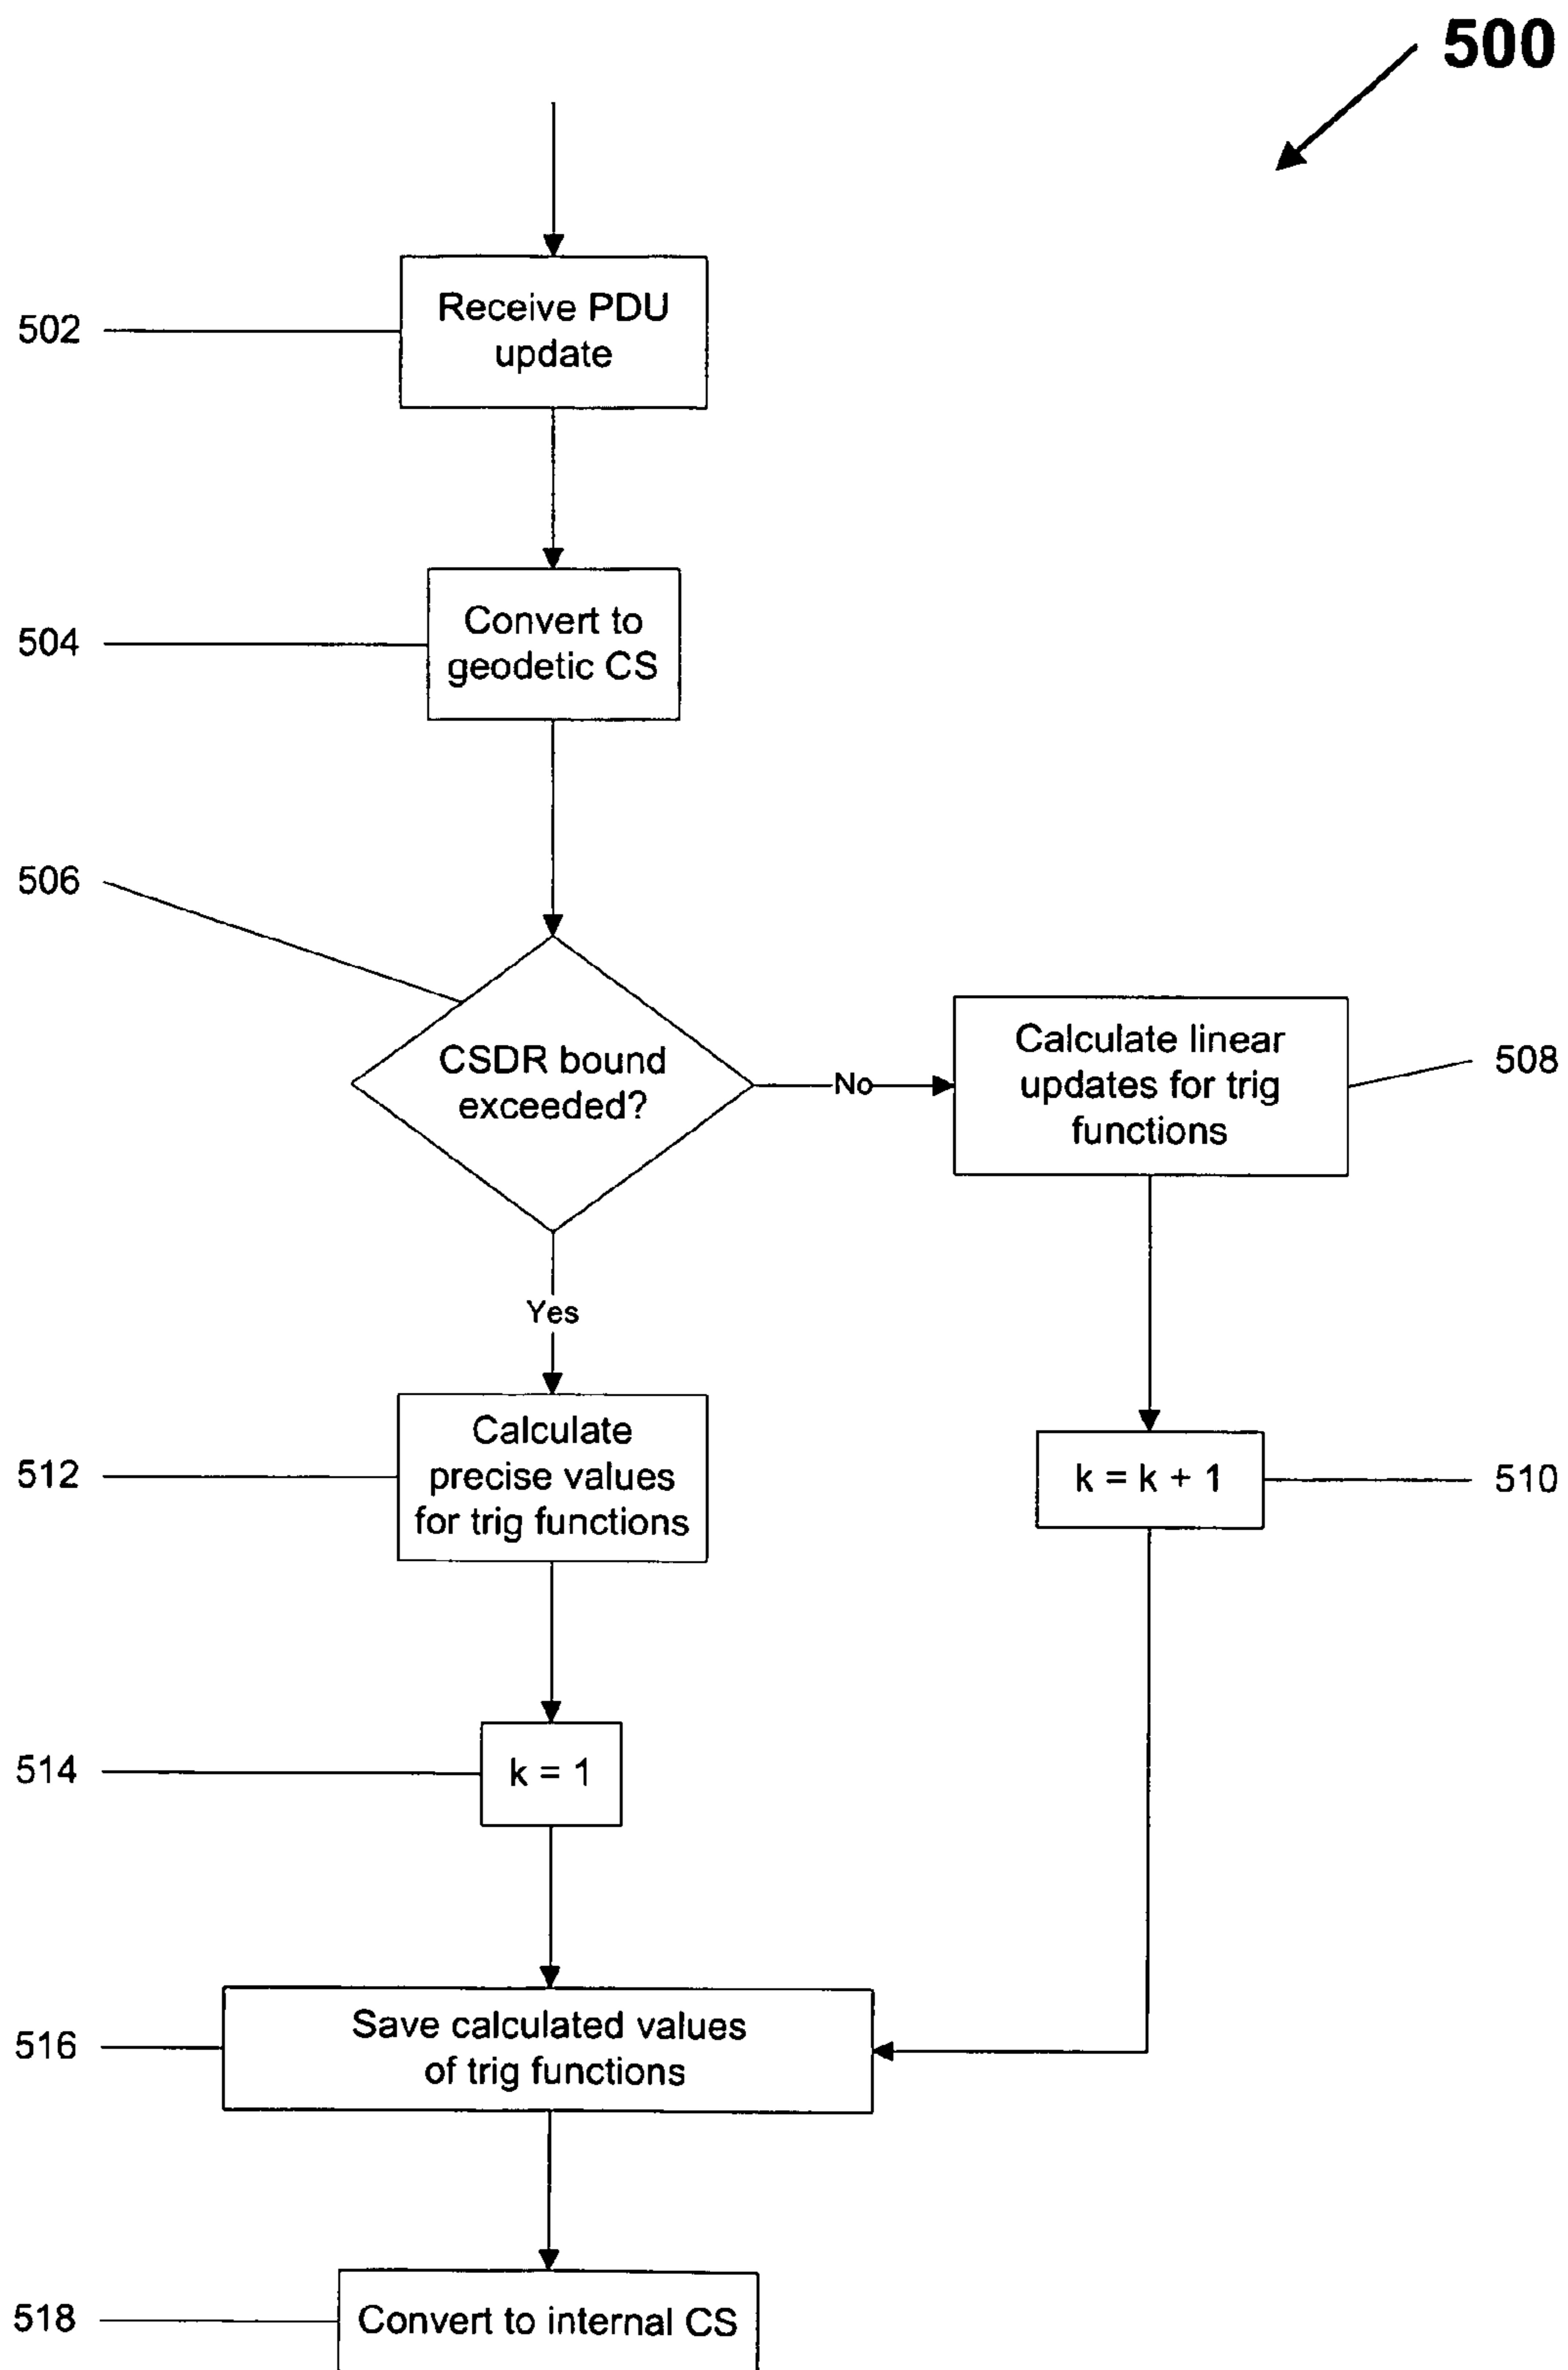 500
502
Receive PDU
update
504
Convert to
geodetic CS
506
CSDR bound
exceeded?
No
Calculate linear
updates for trig
functions
508
Yes
512
Calculate
precise values
for trig functions
k = k + 1
510
514
k = 1
516
Save calculated values
of trig functions
518
Convert to internal CS